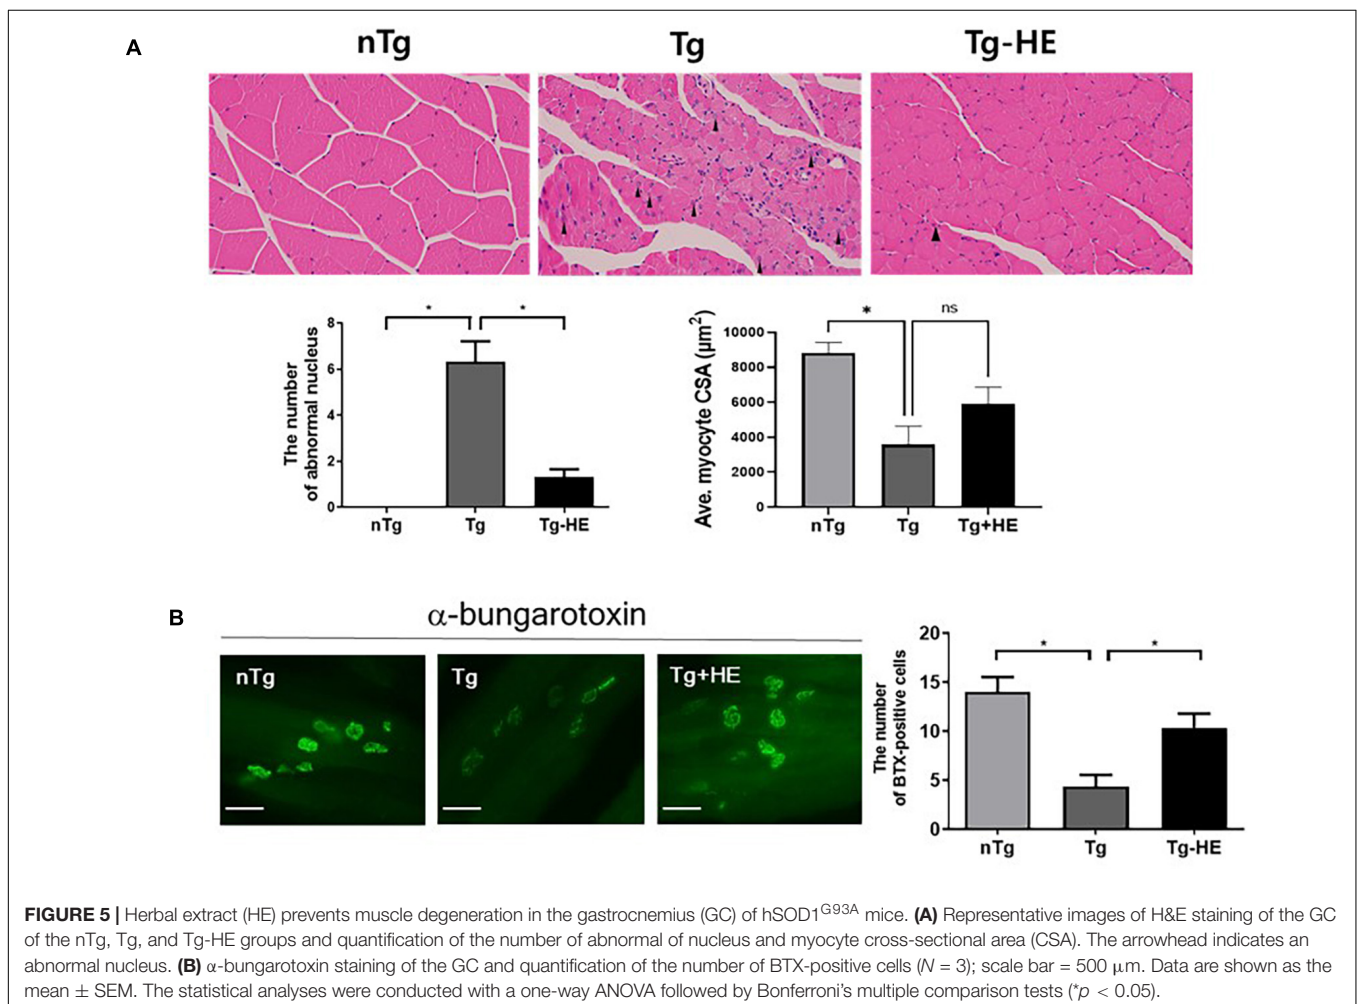 A
nTg
Tg
Tg-HE
*
*
8
6
4
2
0
The number
of abnormal nucleus
nTg
Tg
Tg-HE
*
ns
10000
8000
6000
4000
2000
0
Ave. myocyte CSA (µm²)
nTg
Tg
Tg+HE
B
α-bungarotoxin
nTg
Tg
Tg+HE
*
*
20
15
10
5
0
The number
of BTX-positive cells
nTg
Tg
Tg-HE
FIGURE 5 | Herbal extract (HE) prevents muscle degeneration in the gastrocnemius (GC) of hSOD1G93A mice. (A) Representative images of H&E staining of the GC
of the nTg, Tg, and Tg-HE groups and quantification of the number of abnormal of nucleus and myocyte cross-sectional area (CSA). The arrowhead indicates an
abnormal nucleus. (B) α-bungarotoxin staining of the GC and quantification of the number of BTX-positive cells (N = 3); scale bar = 500 µm. Data are shown as the
mean ± SEM. The statistical analyses were conducted with a one-way ANOVA followed by Bonferroni's multiple comparison tests (*p < 0.05).